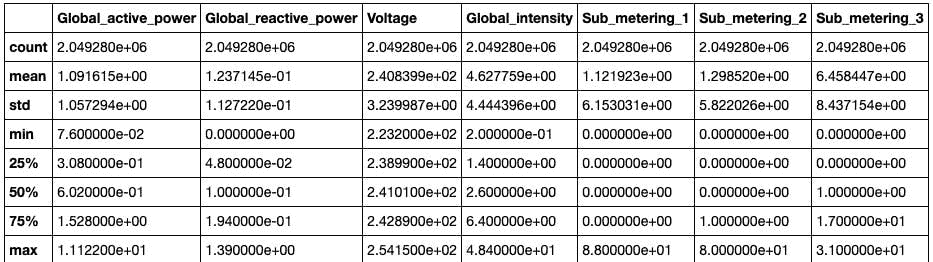 Global_active_power Global_reactive_power Voltage Global_intensity Sub_metering_1 Sub_metering_2 Sub_metering_3
count 2.049280e+06 2.049280e+06 2.049280e+06 2.049280e+06 2.049280e+06 2.049280e+06 2.049280e+06
mean 1.091615e+00 1.237145e-01 2.408399e+02 4.627759e+00 1.121923e+00 1.298520e+00 6.458447e+00
std 1.057294e+00 1.127220e-01 3.239987e+00 4.444396e+00 6.153031e+00 5.822026e+00 8.437154e+00
min 7.600000e-02 0.000000e+00 2.232000e+02 2.000000e-01 0.000000e+00 0.000000e+00 0.000000e+00
25% 3.080000e-01 4.800000e-02 2.389900e+02 1.400000e+00 0.000000e+00 0.000000e+00 0.000000e+00
50% 6.020000e-01 1.000000e-01 2.410100e+02 2.600000e+00 0.000000e+00 0.000000e+00 1.000000e+00
75% 1.528000e+00 1.940000e-01 2.428900e+02 6.400000e+00 0.000000e+00 1.000000e+00 1.700000e+01
max 1.112200e+01 1.390000e+00 2.541500e+02 4.840000e+01 8.800000e+01 8.000000e+01 3.100000e+01